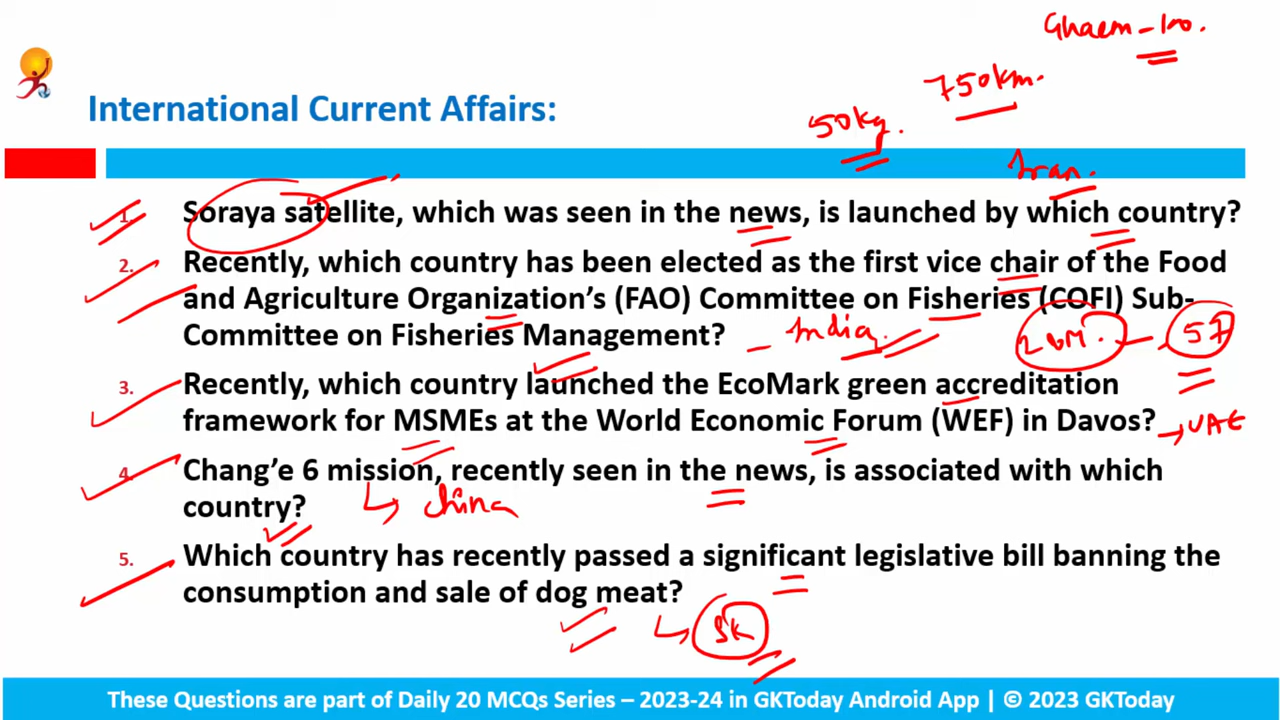 Ghaem-100.
750km.
International Current Affairs:
50kg.
Iran.
1. Soraya satellite, which was seen in the news, is launched by which country?
2. Recently, which country has been elected as the first vice chair of the Food
and Agriculture Organization’s (FAO) Committee on Fisheries (COFI) Sub-
Committee on Fisheries Management? - India.
57
3. Recently, which country launched the EcoMark green accreditation
framework for MSMEs at the World Economic Forum (WEF) in Davos? → UAE
4. Chang’e 6 mission, recently seen in the news, is associated with which
country? China
5. Which country has recently passed a significant legislative bill banning the
consumption and sale of dog meat?
SK
These Questions are part of Daily 20 MCQs Series – 2023-24 in GKToday Android App | © 2023 GKToday